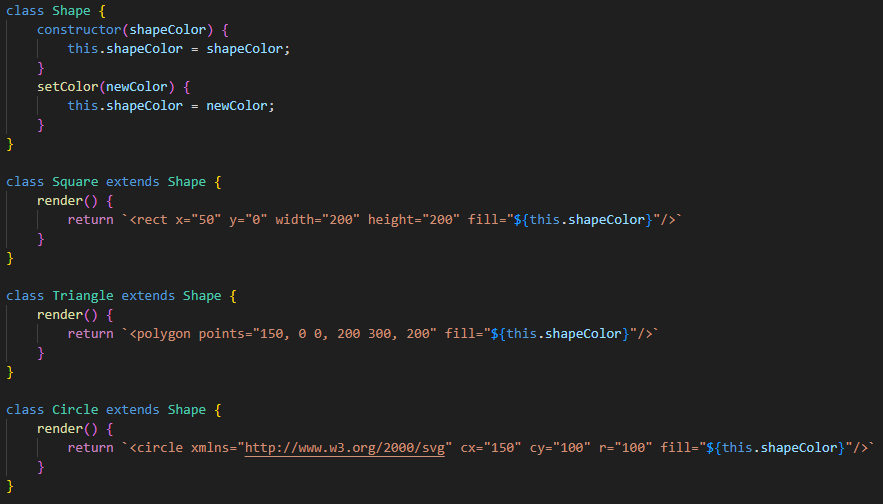 class Shape {
    constructor(shapeColor) {
        this.shapeColor = shapeColor;
    }
    setColor(newColor) {
        this.shapeColor = newColor;
    }
}

class Square extends Shape {
    render() {
        return `<rect x="50" y="0" width="200" height="200" fill="${this.shapeColor}"/>`
    }
}

class Triangle extends Shape {
    render() {
        return `<polygon points="150, 0 0, 200 300, 200" fill="${this.shapeColor}"/>`
    }
}

class Circle extends Shape {
    render() {
        return `<circle xmlns="http://www.w3.org/2000/svg" cx="150" cy="100" r="100" fill="${this.shapeColor}"/>`
    }
}